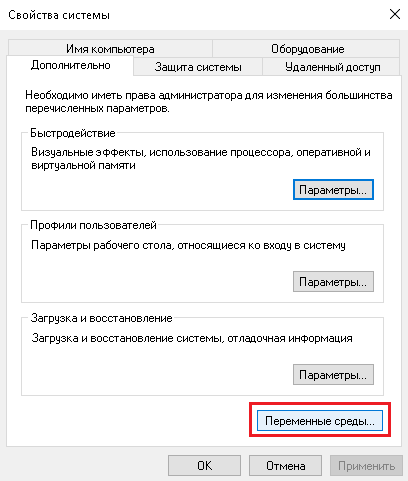 Свойства системы
Имя компьютера Оборудование
Дополнительно Защита системы Удаленный доступ
Необходимо иметь права администратора для изменения большинства
перечисленных параметров.
Быстродействие
Визуальные эффекты, использование процессора, оперативной и
виртуальной памяти
Параметры...
Профили пользователей
Параметры рабочего стола, относящиеся ко входу в систему
Параметры...
Загрузка и восстановление
Загрузка и восстановление системы, отладочная информация
Параметры...
Переменные среды...
ОК Отмена Применить